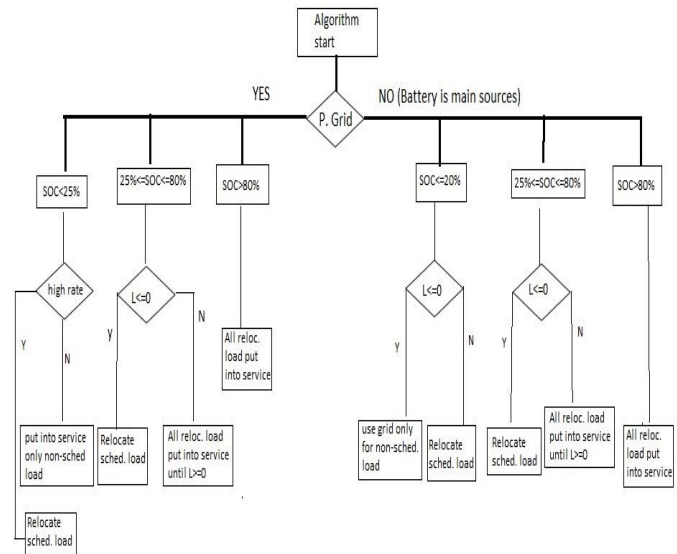 Algorithm
start
YES
NO (Battery is main sources)
P. Grid
SOC<25%
25%<=SOC<=80%
SOC>80%
SOC<=20%
25%<=SOC<=80%
SOC>80%
high rate
L<=0
L<=0
L<=0
Y
N
y
N
Y
N
Y
N
All reloc.
load put
into service
put into service
only non-sched
load
Relocate
sched. load
All reloc. load
put into service
until L>=0
use grid only
for non-sched.
load
Relocate
sched. load
Relocate
sched. load
All reloc. load
put into service
until L>=0
All reloc.
load put
into service
Relocate
sched. load